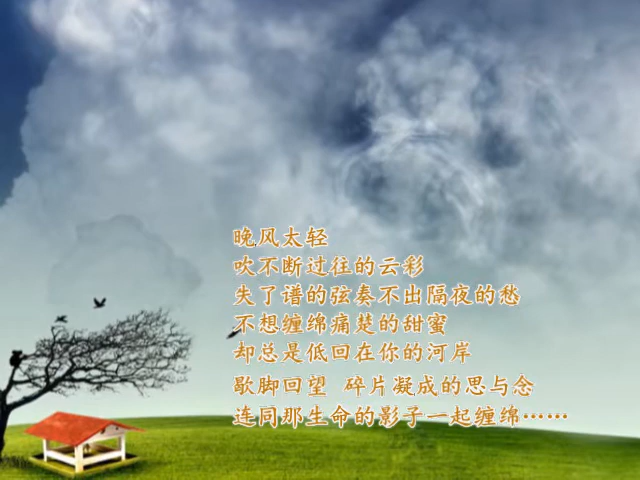 晚风太轻
吹不断过往的云彩
失了谱的弦奏不出隔夜的愁
不想缠绵痛楚的甜蜜
却总是低回在你的河岸
歇脚回望 碎片凝成的思与念
连同那生命的影子一起缠绵……